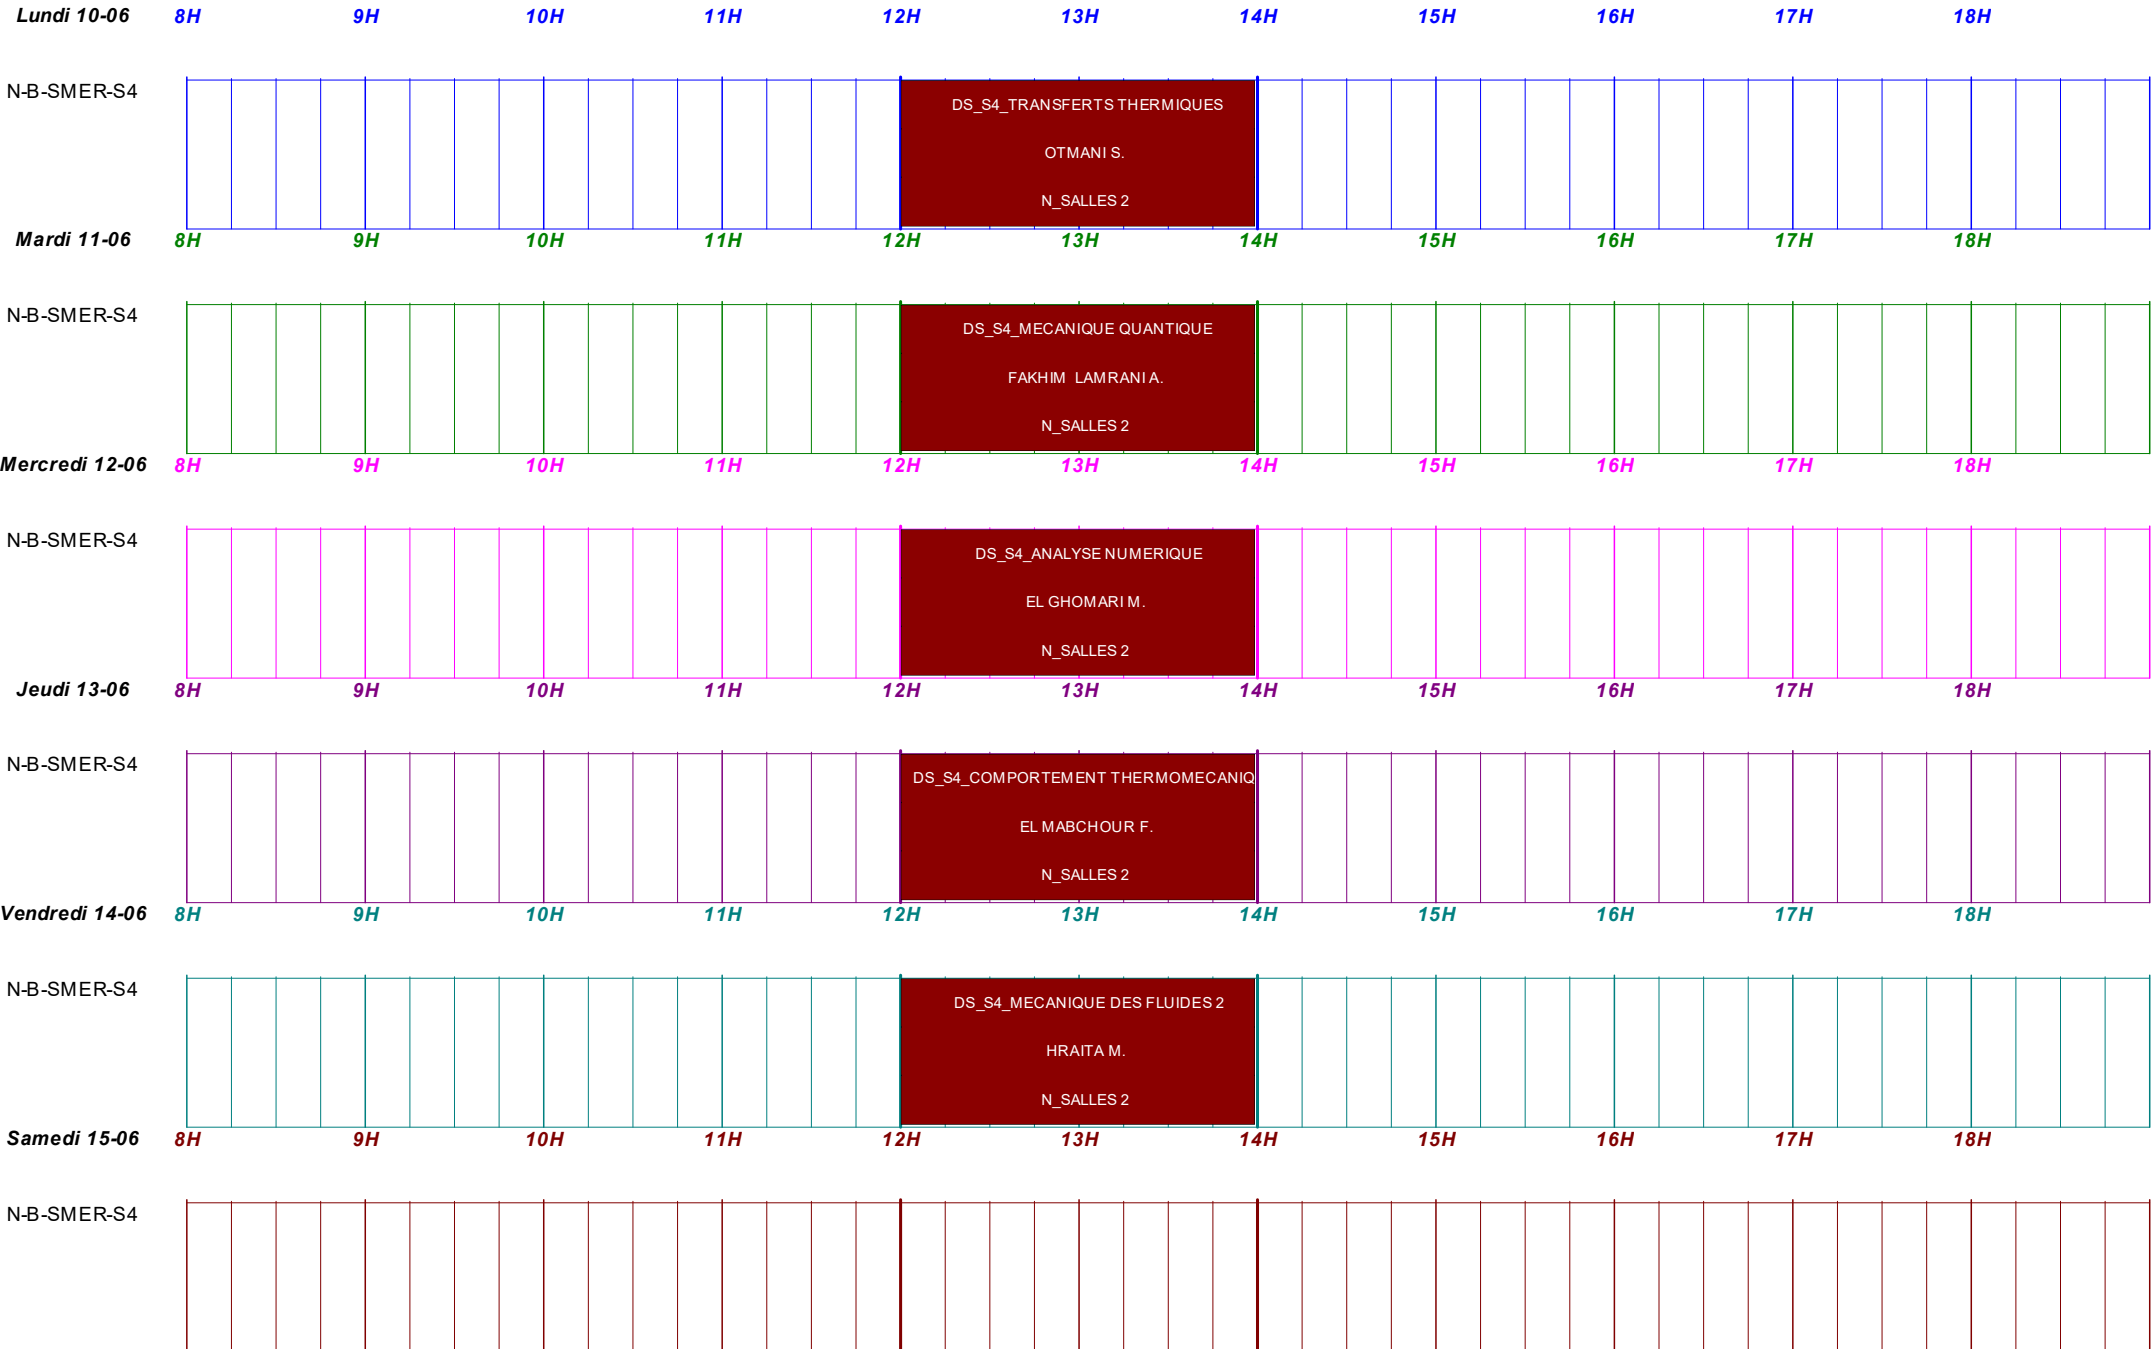 Lundi 10-06 8H 9H 10H 11H 12H 13H 14H 15H 16H 17H 18H
N-B-SMER-S4
DS_S4_TRANSFERTS THERMIQUES
OTMANI S.
N_SALLES 2
Mardi 11-06 8H 9H 10H 11H 12H 13H 14H 15H 16H 17H 18H
N-B-SMER-S4
DS_S4_MECANIQUE QUANTIQUE
FAKHIM LAMRANI A.
N_SALLES 2
Mercredi 12-06 8H 9H 10H 11H 12H 13H 14H 15H 16H 17H 18H
N-B-SMER-S4
DS_S4_ANALYSE NUMERIQUE
EL GHOMARI M.
N_SALLES 2
Jeudi 13-06 8H 9H 10H 11H 12H 13H 14H 15H 16H 17H 18H
N-B-SMER-S4
DS_S4_COMPORTEMENT THERMOMECANIQ
EL MABCHOUR F.
N_SALLES 2
Vendredi 14-06 8H 9H 10H 11H 12H 13H 14H 15H 16H 17H 18H
N-B-SMER-S4
DS_S4_MECANIQUE DES FLUIDES 2
HRAITA M.
N_SALLES 2
Samedi 15-06 8H 9H 10H 11H 12H 13H 14H 15H 16H 17H 18H
N-B-SMER-S4